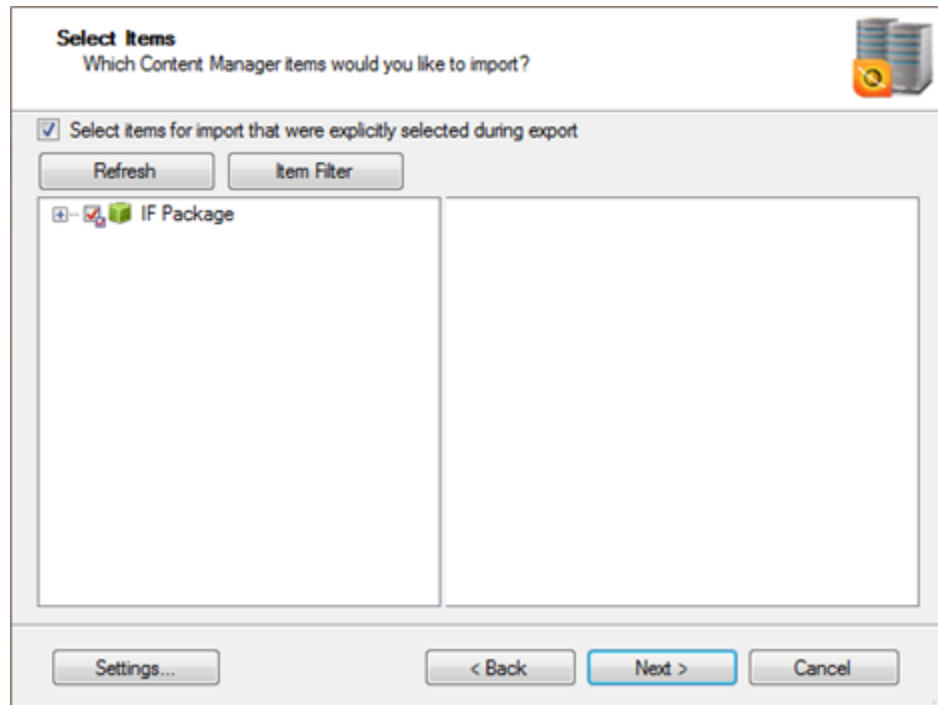 Select Items
Which Content Manager items would you like to import?
Select items for import that were explicitly selected during export
Refresh
Item Filter
IF Package
Settings...
< Back
Next >
Cancel